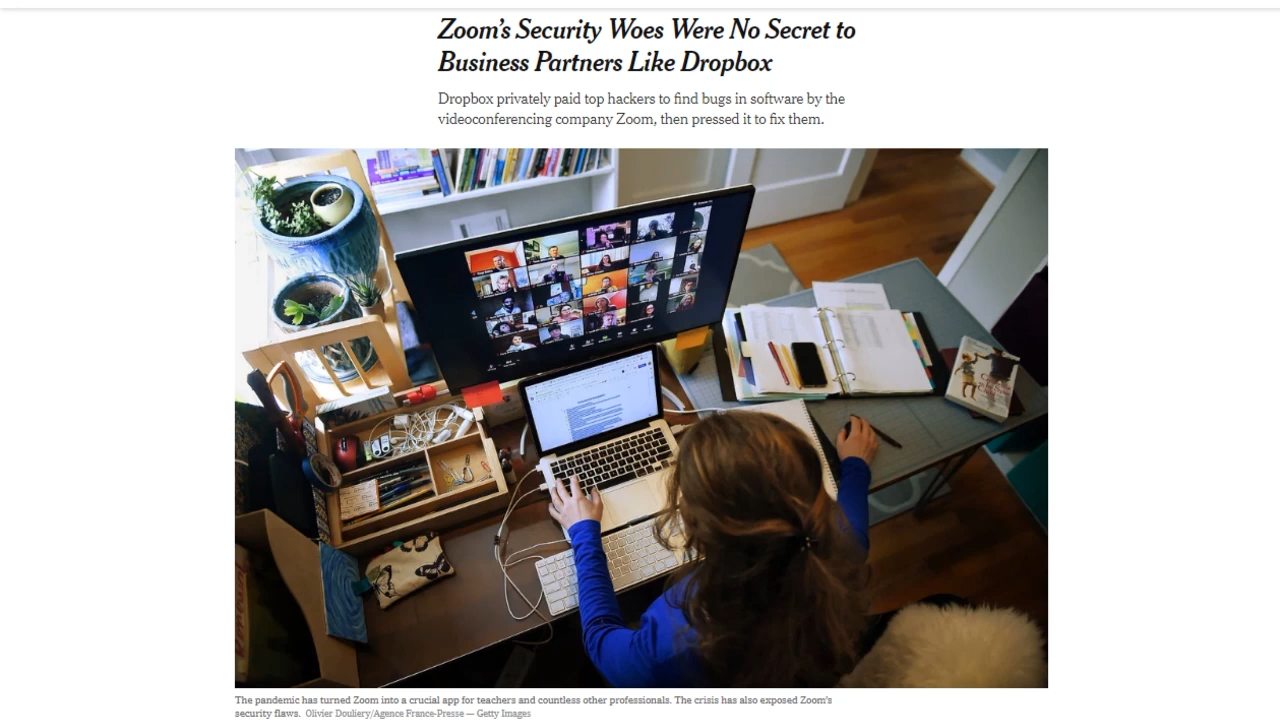 Zoom’s Security Woes Were No Secret to
Business Partners Like Dropbox
Dropbox privately paid top hackers to find bugs in software by the
videoconferencing company Zoom, then pressed it to fix them.
The pandemic has turned Zoom into a crucial app for teachers and countless other professionals. The crisis has also exposed Zoom’s
security flaws. Olivier Douliery/Agence France-Presse — Getty Images